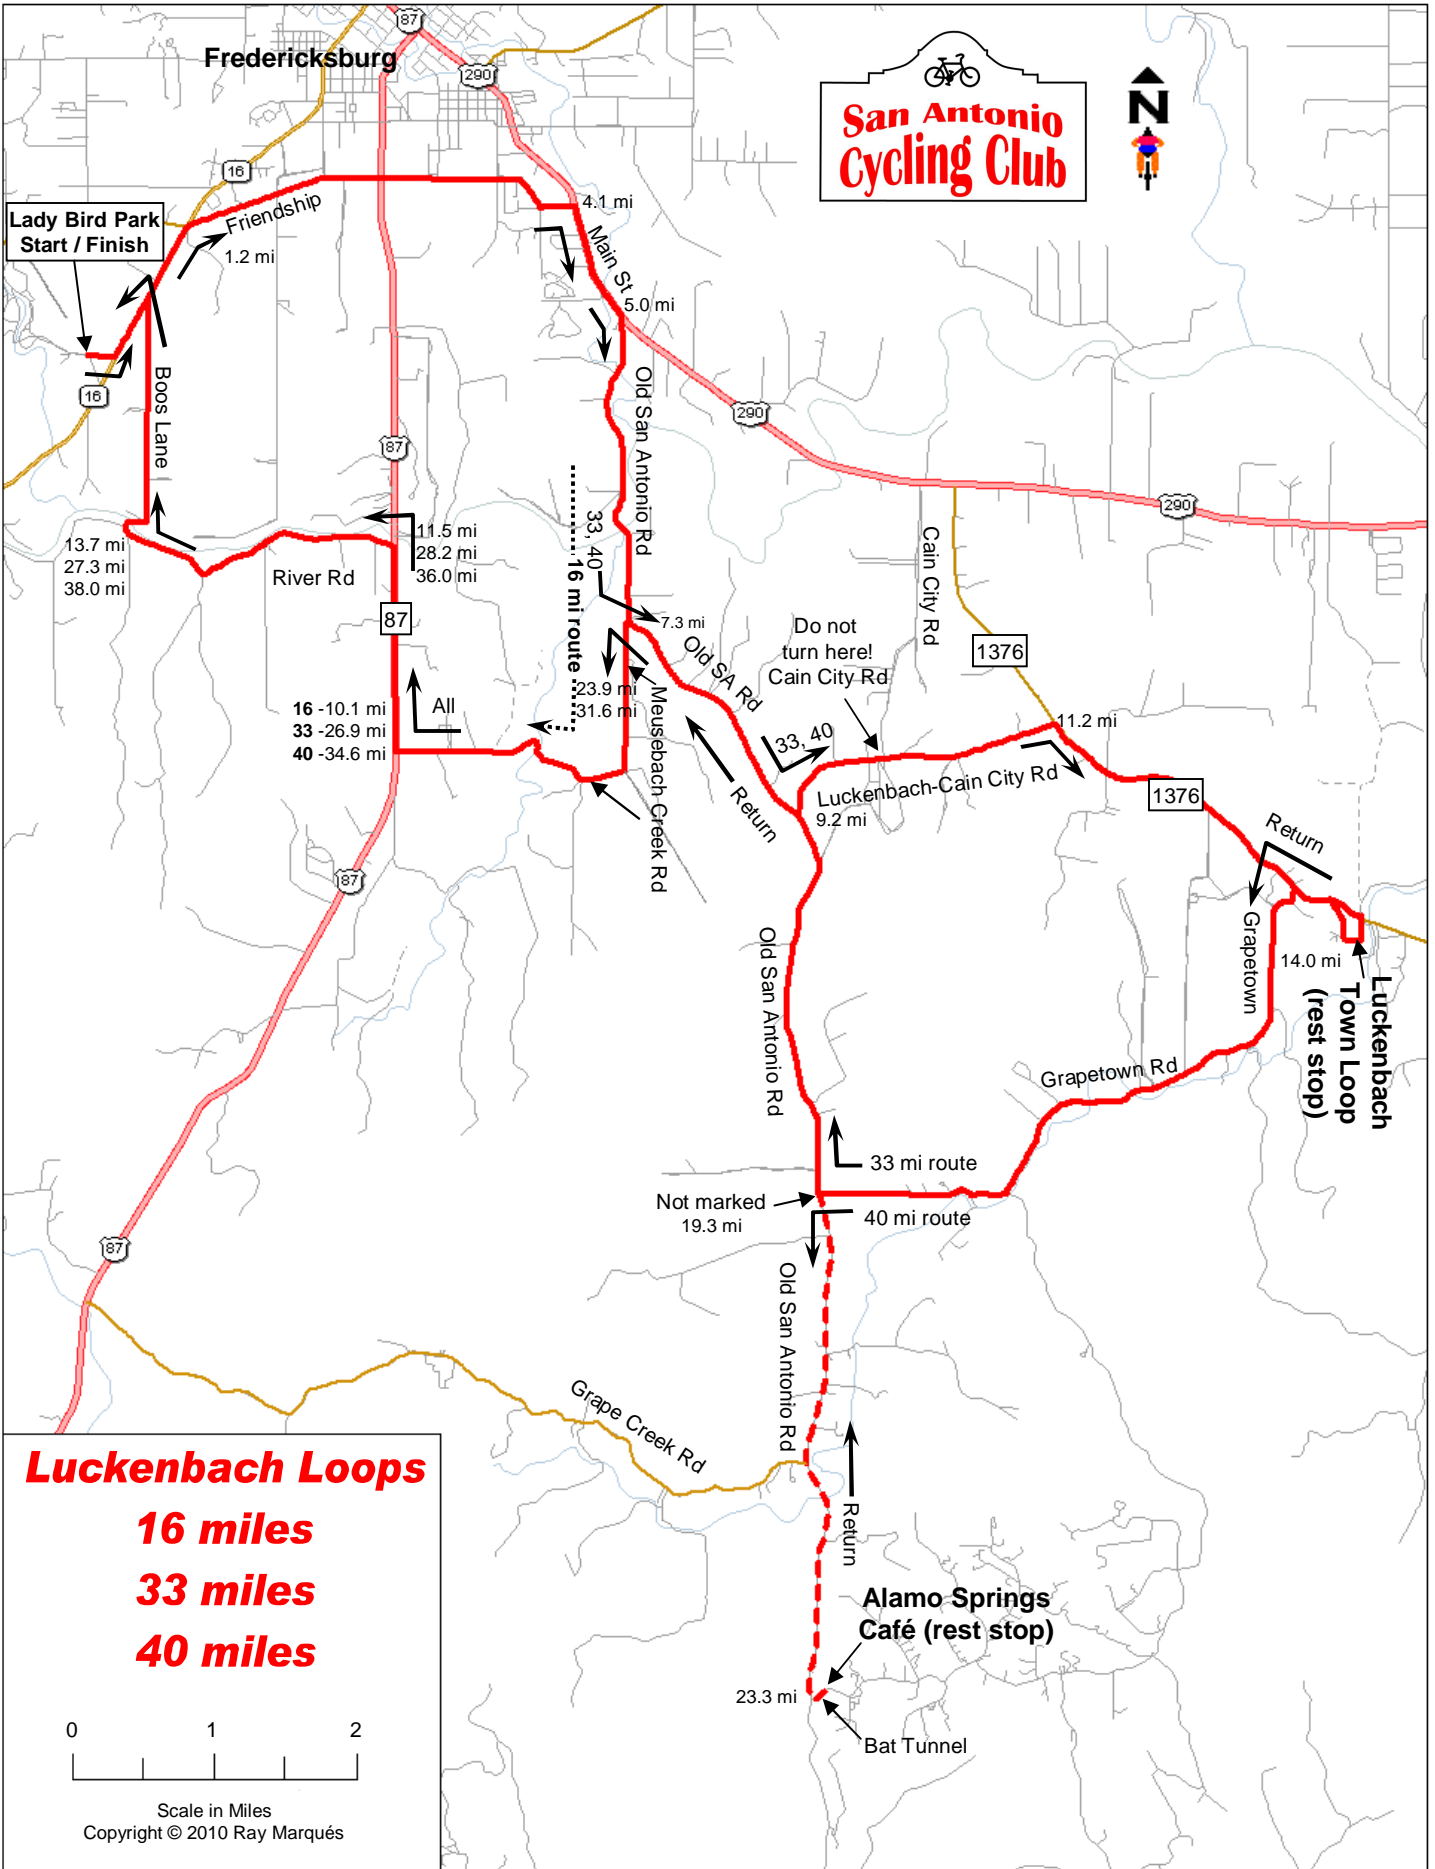 87
Fredericksburg
290
San Antonio
Cycling Club
N
16
Lady Bird Park
Start / Finish
Friendship
1.2 mi
4.1 mi
Main St
5.0 mi
16
Boos Lane
87
Old San Antonio Rd
290
290
13.7 mi
27.3 mi
38.0 mi
River Rd
11.5 mi
28.2 mi
36.0 mi
87
33, 40
16 mi route
7.3 mi
Old SA Rd
Do not
turn here!
Cain City Rd
Cain City Rd
1376
23.9 mi
31.6 mi
Meusebach Creek Rd
16 -10.1 mi
33 -26.9 mi
40 -34.6 mi
All
Return
33, 40
11.2 mi
Luckenbach-Cain City Rd
9.2 mi
1376
Return
87
Grapetown
14.0 mi
Luckenbach
Town Loop
(rest stop)
Old San Antonio Rd
Grapetown Rd
33 mi route
Not marked
19.3 mi
40 mi route
87
Old San Antonio Rd
Grape Creek Rd
Return
Alamo Springs
Café (rest stop)
23.3 mi
Bat Tunnel
Luckenbach Loops
16 miles
33 miles
40 miles
0 1 2
Scale in Miles
Copyright © 2010 Ray Marqués